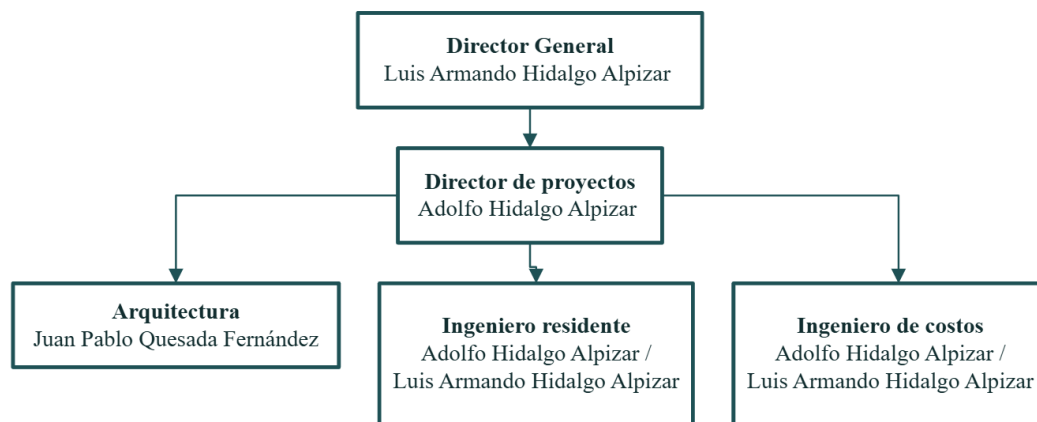 Director General
Luis Armando Hidalgo Alpizar
Director de proyectos
Adolfo Hidalgo Alpizar
Arquitectura
Juan Pablo Quesada Fernández
Ingeniero residente
Adolfo Hidalgo Alpizar /
Luis Armando Hidalgo Alpizar
Ingeniero de costos
Adolfo Hidalgo Alpizar /
Luis Armando Hidalgo Alpizar